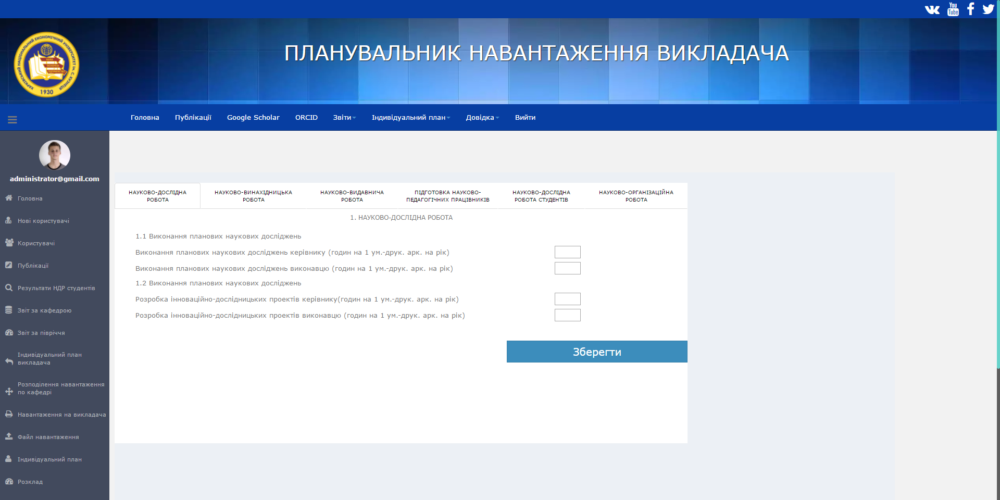 You
Tube
ХАРКІВСЬКИЙ НАЦІОНАЛЬНИЙ ЕКОНОМІЧНИЙ УНІВЕРСИТЕТ ім. С. КУЗНЕЦЯ
1930
ПЛАНУВАЛЬНИК НАВАНТАЖЕННЯ ВИКЛАДАЧА
Головна Публікації Google Scholar ORCID Звіти Індивідуальний план Довідка Вийти
administrator@gmail.com
Головна
Нові користувачі
Користувачі
Публікації
Результати НДР студентів
Звіт за кафедрою
Звіт за півріччя
Індивідуальний план
викладача
Розподілення навантаження
по кафедрі
Навантаження на викладача
Файл навантаження
Індивідуальний план
Розклад
НАУКОВО-ДОСЛІДНА
РОБОТА
НАУКОВО-ВИНАХІДНИЦЬКА
РОБОТА
НАУКОВО-ВИДАВНИЧА
РОБОТА
ПІДГОТОВКА НАУКОВО-
ПЕДАГОГІЧНИХ ПРАЦІВНИКІВ
НАУКОВО-ДОСЛІДНА
РОБОТА СТУДЕНТІВ
НАУКОВО-ОРГАНІЗАЦІЙНА
РОБОТА
1. НАУКОВО-ДОСЛІДНА РОБОТА
1.1 Виконання планових наукових досліджень
Виконання планових наукових досліджень керівнику (годин на 1 ум.-друк. арк. на рік)
Виконання планових наукових досліджень виконавцю (годин на 1 ум.-друк. арк. на рік)
1.2 Виконання планових наукових досліджень
Розробка інноваційно-дослідницьких проектів керівнику(годин на 1 ум.-друк. арк. на рік)
Розробка інноваційно-дослідницьких проектів виконавцю (годин на 1 ум.-друк. арк. на рік)
Зберегти